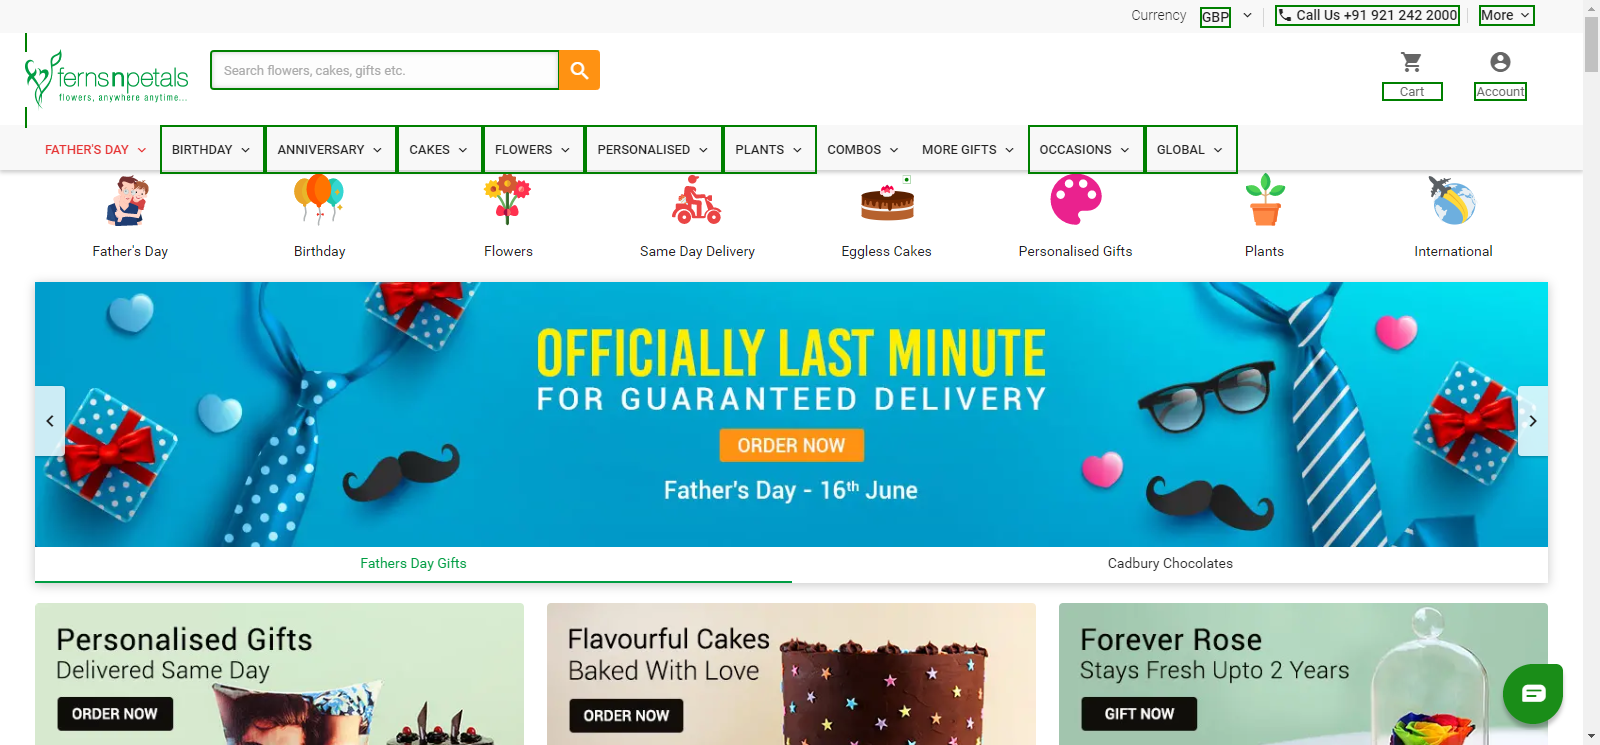 Currency GBP Call Us +91 921 242 2000 More
fernsnpetals
flowers, anywhere anytime...
Search flowers, cakes, gifts etc.
Cart Account
FATHER'S DAY BIRTHDAY ANNIVERSARY CAKES FLOWERS PERSONALISED PLANTS COMBOS MORE GIFTS OCCASIONS GLOBAL
Father's Day Birthday Flowers Same Day Delivery Eggless Cakes Personalised Gifts Plants International
OFFICIALLY LAST MINUTE
FOR GUARANTEED DELIVERY
ORDER NOW
Father's Day - 16th June
Fathers Day Gifts Cadbury Chocolates
Personalised Gifts
Delivered Same Day
ORDER NOW
Flavourful Cakes
Baked With Love
ORDER NOW
Forever Rose
Stays Fresh Upto 2 Years
GIFT NOW